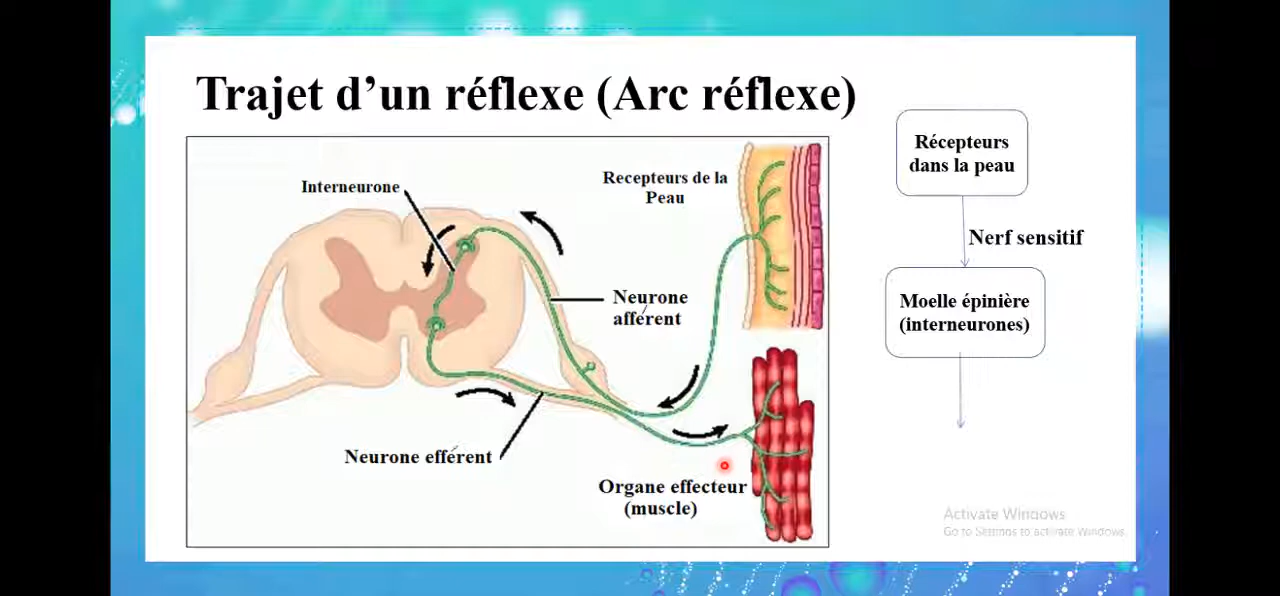 Trajet d’un réflexe (Arc réflexe)
Interneurone
Recepteurs de la
Peau
Neurone
afférent
Neurone efférent
Organe effecteur
(muscle)
Récepteurs
dans la peau
Nerf sensitif
Moelle épinière
(interneurones)
Activate Windows
Go to Settings to activate Windows.